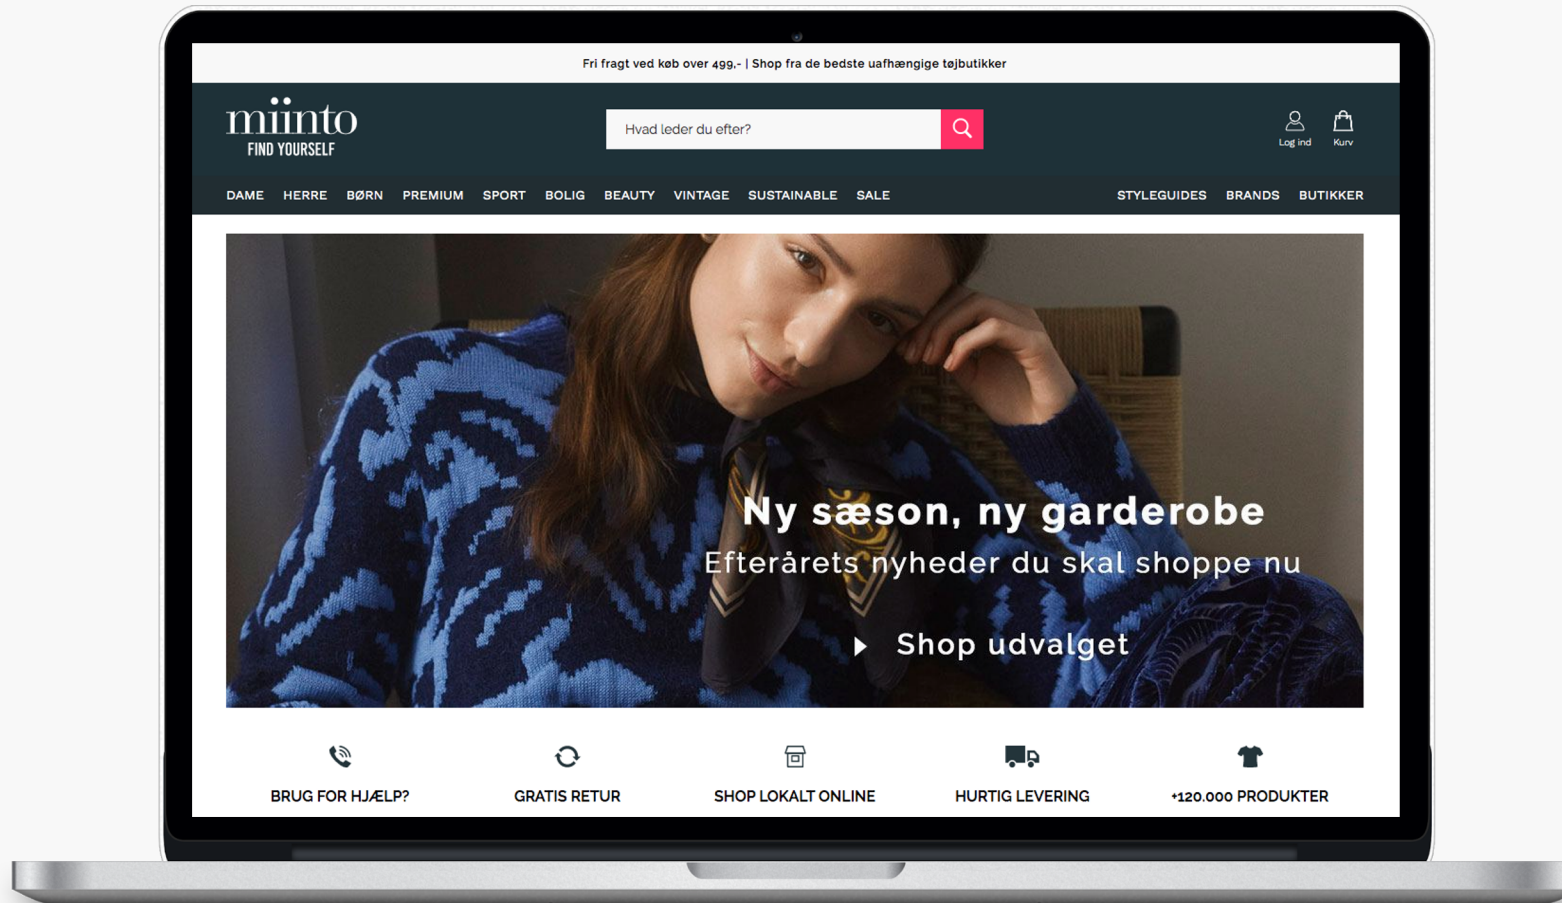 Fri fragt ved køb over 499,- | Shop fra de bedste uafhængige tøjbutikker
miinto
FIND YOURSELF
Hvad leder du efter?
Log ind
Kurv
DAME HERRE BØRN PREMIUM SPORT BOLIG BEAUTY VINTAGE SUSTAINABLE SALE STYLEGUIDES BRANDS BUTIKKER
Ny sæson, ny garderobe
Efterårets nyheder du skal shoppe nu
Shop udvalget
BRUG FOR HJÆLP? GRATIS RETUR SHOP LOKALT ONLINE HURTIG LEVERING +120.000 PRODUKTER